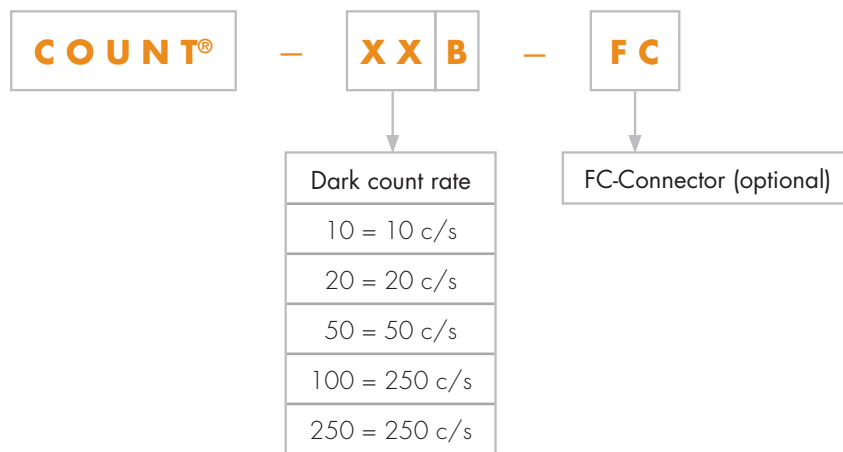 COUNT® – XX B – FC
Dark count rate FC-Connector (optional)
10 = 10 c/s
20 = 20 c/s
50 = 50 c/s
100 = 250 c/s
250 = 250 c/s